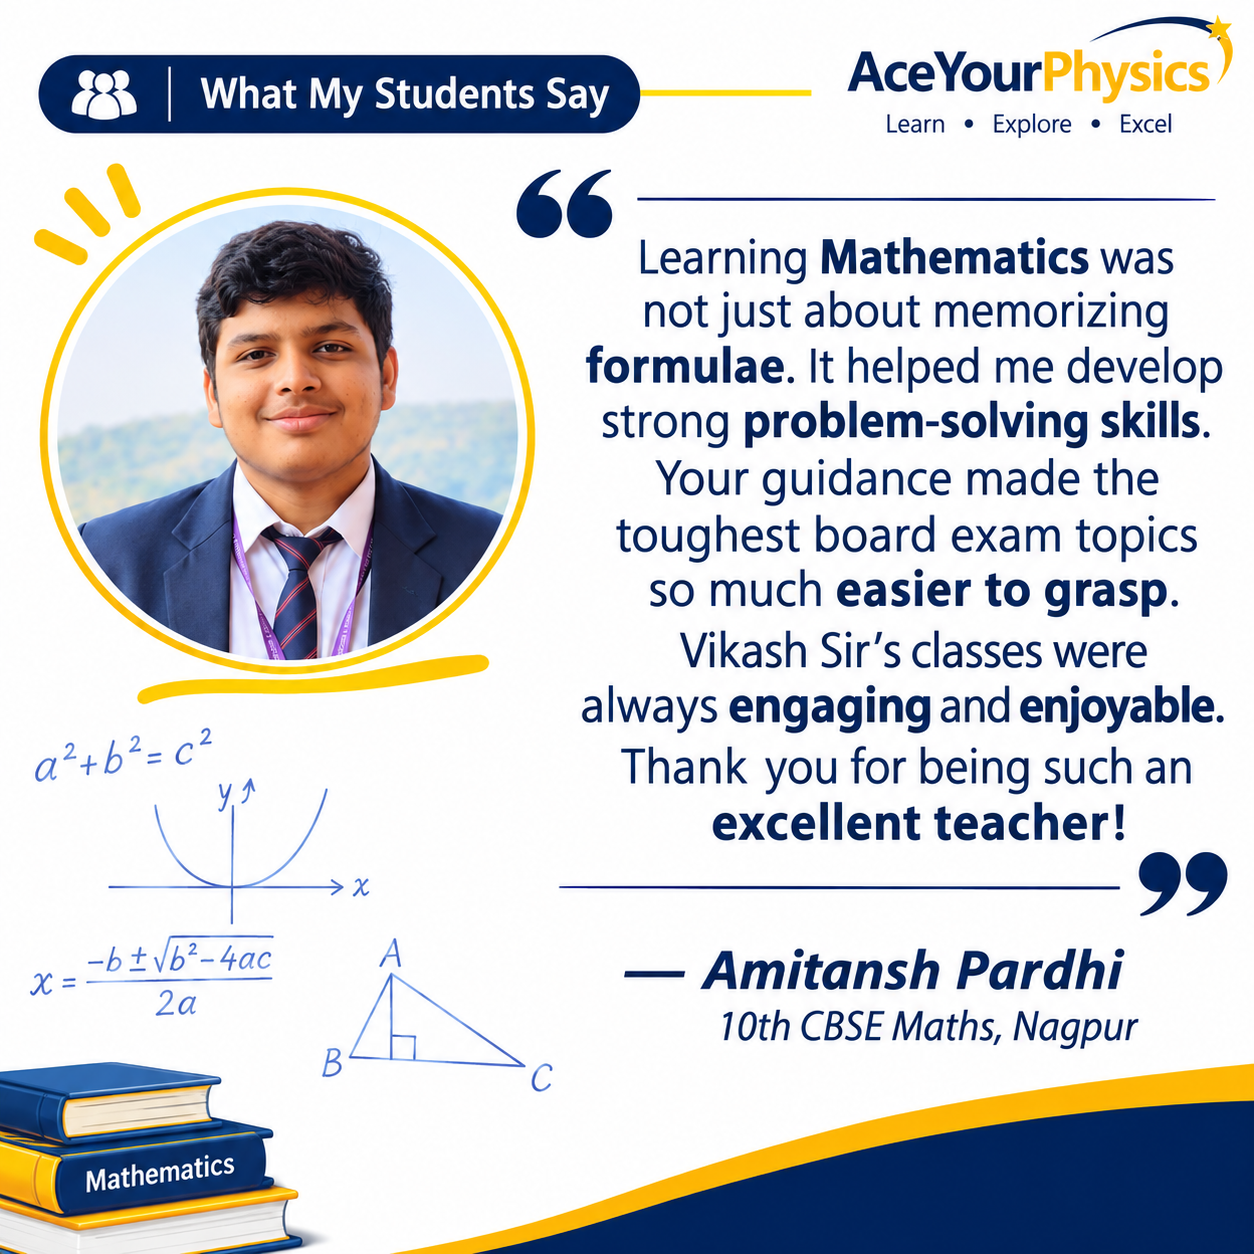 What My Students Say
AceYourPhysics
Learn • Explore • Excel
“
Learning Mathematics was
not just about memorizing
formulae. It helped me develop
strong problem-solving skills.
Your guidance made the
toughest board exam topics
so much easier to grasp.
Vikash Sir’s classes were
always engaging and enjoyable.
Thank you for being such an
excellent teacher!
”
— Amitansh Pardhi
10th CBSE Maths, Nagpur
a²+b²= c²
y
x
x = (-b ± √(b²-4ac)) / 2a
A
B
C
Mathematics